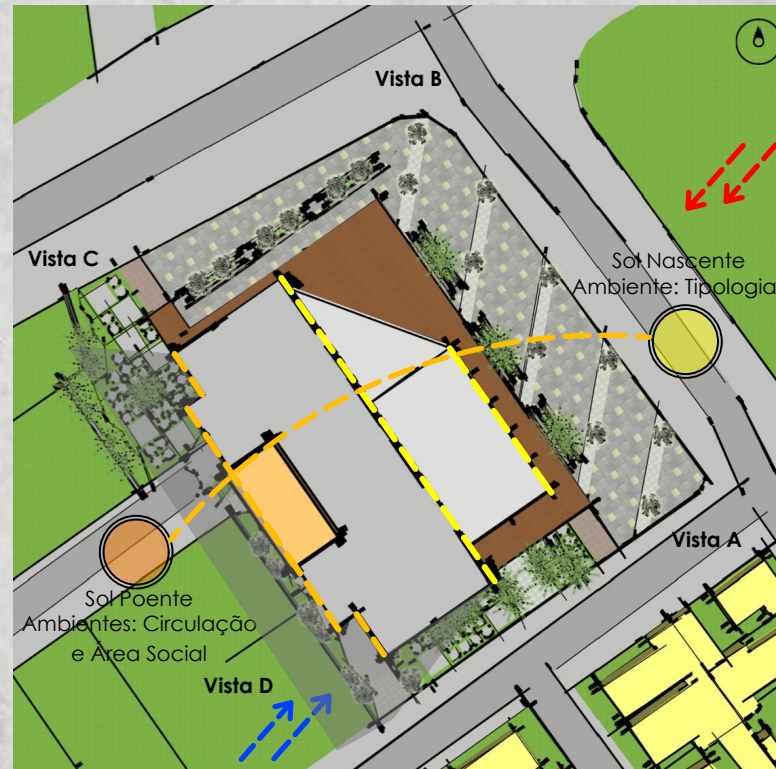 Vista B
Vista C
Sol Nascente
Ambiente: Tipologia
Vista A
Sol Poente
Ambientes: Circulação
e Área Social
Vista D